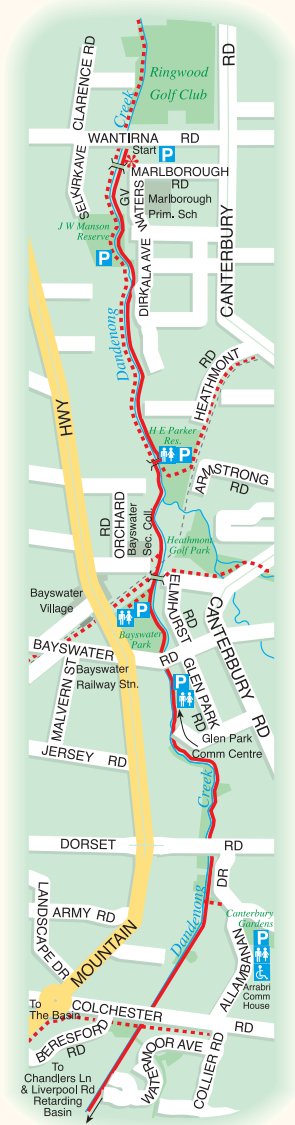 CLARENCE RD
SELKIRK AVE
Creek
Ringwood
Golf Club
RD
WANTIRNA RD
Start
P
MARLBOROUGH
RD
GV
WATERS
Marlborough
Prim. Sch
J W Manson
Reserve
P
DIRKALA AVE
CANTERBURY
Dandenong
HWY
HEATHMONT
RD
H E Parker
Res.
P
ARMSTRONG
RD
ORCHARD
RD
Bayswater
Sec. Coll.
Heathmont
Golf Park
Bayswater
Village
P
Bayswater
Park
ELMHURST
RD
CANTERBURY
RD
BAYSWATER RD
Bayswater
Railway Stn.
MALVERN ST
P
GLEN PARK
RD
Glen Park
Comm Centre
JERSEY RD
Creek
DORSET RD
DR
ALLAMBANAN
LANDSCAPE DR
ARMY RD
Dandenong
Canterbury
Gardens
P
Arrabri
Comm
House
MOUNTAIN
To
The Basin
COLCHESTER
RD
BERESFORD
RD
To
Chandlers Ln
& Liverpool Rd
Retarding
Basin
WATERWOOR AVE
COLLIER RD